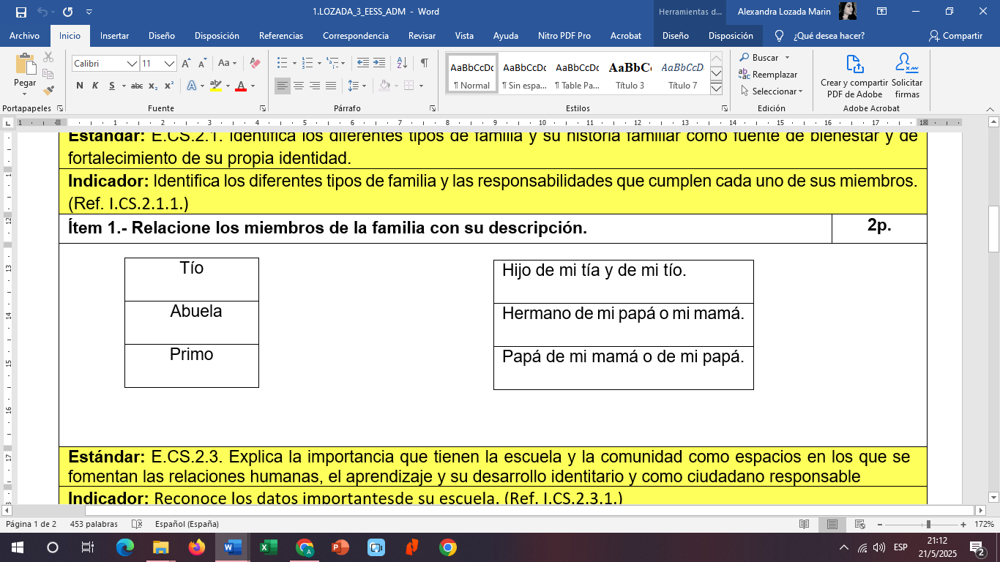 1.LOZADA_3_EESS_ADM - Word
Herramientas d...
Alexandra Lozada Marin
Archivo
Inicio
Insertar
Diseño
Disposición
Referencias
Correspondencia
Revisar
Vista
Ayuda
Nitro PDF Pro
Acrobat
Diseño
Disposición
¿Qué desea hacer?
Compartir
Pegar
Portapapeles
Calibri
11
Fuente
Párrafo
AaBbCcDc
¶ Normal
AaBbCcDc
¶ Sin espa...
AaBbCcDc
¶ Table Pa...
AaBbC
Título 3
AaBbCcD
Título 7
Estilos
Buscar
Reemplazar
Seleccionar
Edición
Crear y compartir
PDF de Adobe
Solicitar
firmas
Adobe Acrobat
Estándar: E.CS.2.1. Identifica los diferentes tipos de familia y su historia familiar como fuente de bienestar y de
fortalecimiento de su propia identidad.
Indicador: Identifica los diferentes tipos de familia y las responsabilidades que cumplen cada uno de sus miembros.
(Ref. I.CS.2.1.1.)
Ítem 1.- Relacione los miembros de la familia con su descripción.
2p.
Tío
Abuela
Primo
Hijo de mi tía y de mi tío.
Hermano de mi papá o mi mamá.
Papá de mi mamá o de mi papá.
Estándar: E.CS.2.3. Explica la importancia que tienen la escuela y la comunidad como espacios en los que se
fomentan las relaciones humanas, el aprendizaje y su desarrollo identitario y como ciudadano responsable
Indicador: Reconoce los datos importantesde su escuela. (Ref. I.CS.2.3.1.)
Página 1 de 2
453 palabras
Español (España)
172%
ESP
21:12
21/5/2025
2